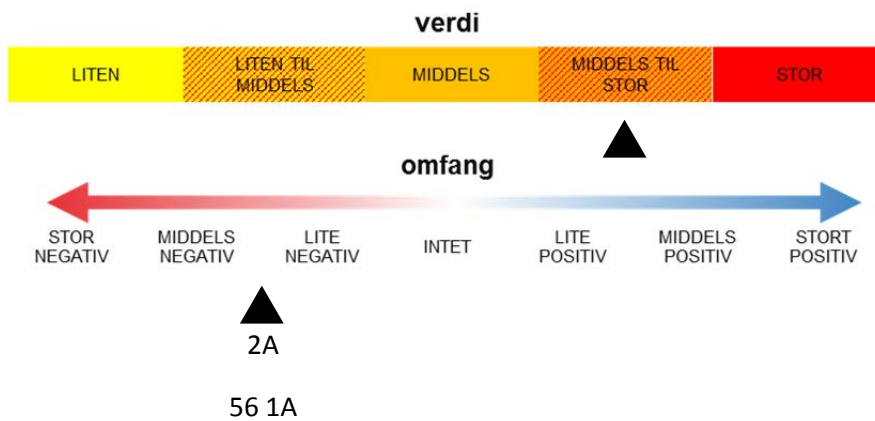 verdi
LITEN
LITEN TIL
MIDDELS
MIDDELS
MIDDELS TIL
STOR
STOR
omfang
STOR
NEGATIV
MIDDELS
NEGATIV
LITE
NEGATIV
INTET
LITE
POSITIV
MIDDELS
POSITIV
STORT
POSITIV
2A
56 1A